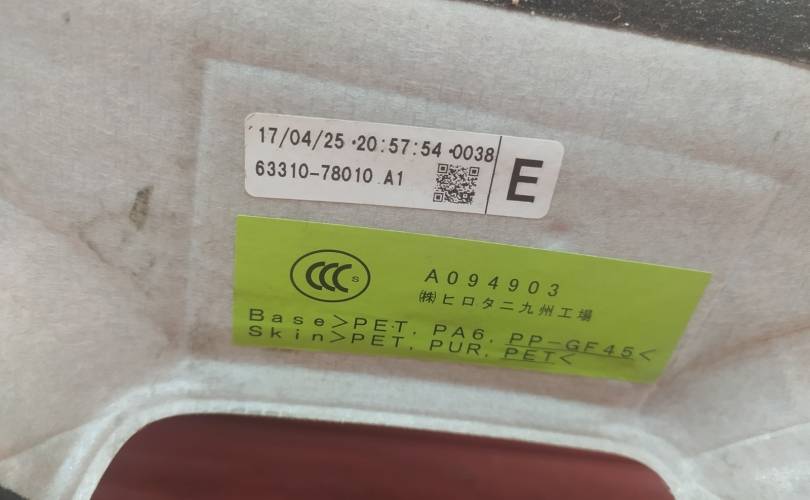 17/04/25 ·20:57:54 ·0038
63310-78010 A1
E
CCC S
A094903
㈱ヒロタニ九州工場
Base>PET, PA6, PP-GF45<
Skin>PET, PUR, PET<